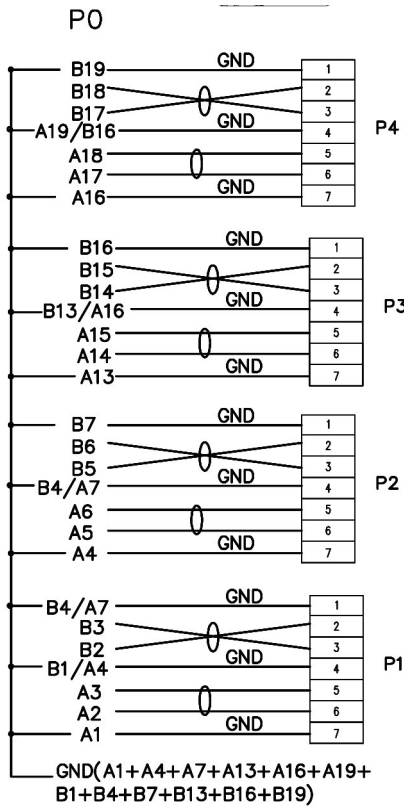 P0
B19 GND 1
B18 2
B17 3
A19/B16 GND 4 P4
A18 5
A17 6
A16 GND 7
B16 GND 1
B15 2
B14 3
B13/A16 GND 4 P3
A15 5
A14 6
A13 GND 7
B7 GND 1
B6 2
B5 3
B4/A7 GND 4 P2
A6 5
A5 6
A4 GND 7
B4/A7 GND 1
B3 2
B2 3
B1/A4 GND 4 P1
A3 5
A2 6
A1 GND 7
GND(A1+A4+A7+A13+A16+A19+
B1+B4+B7+B13+B16+B19)